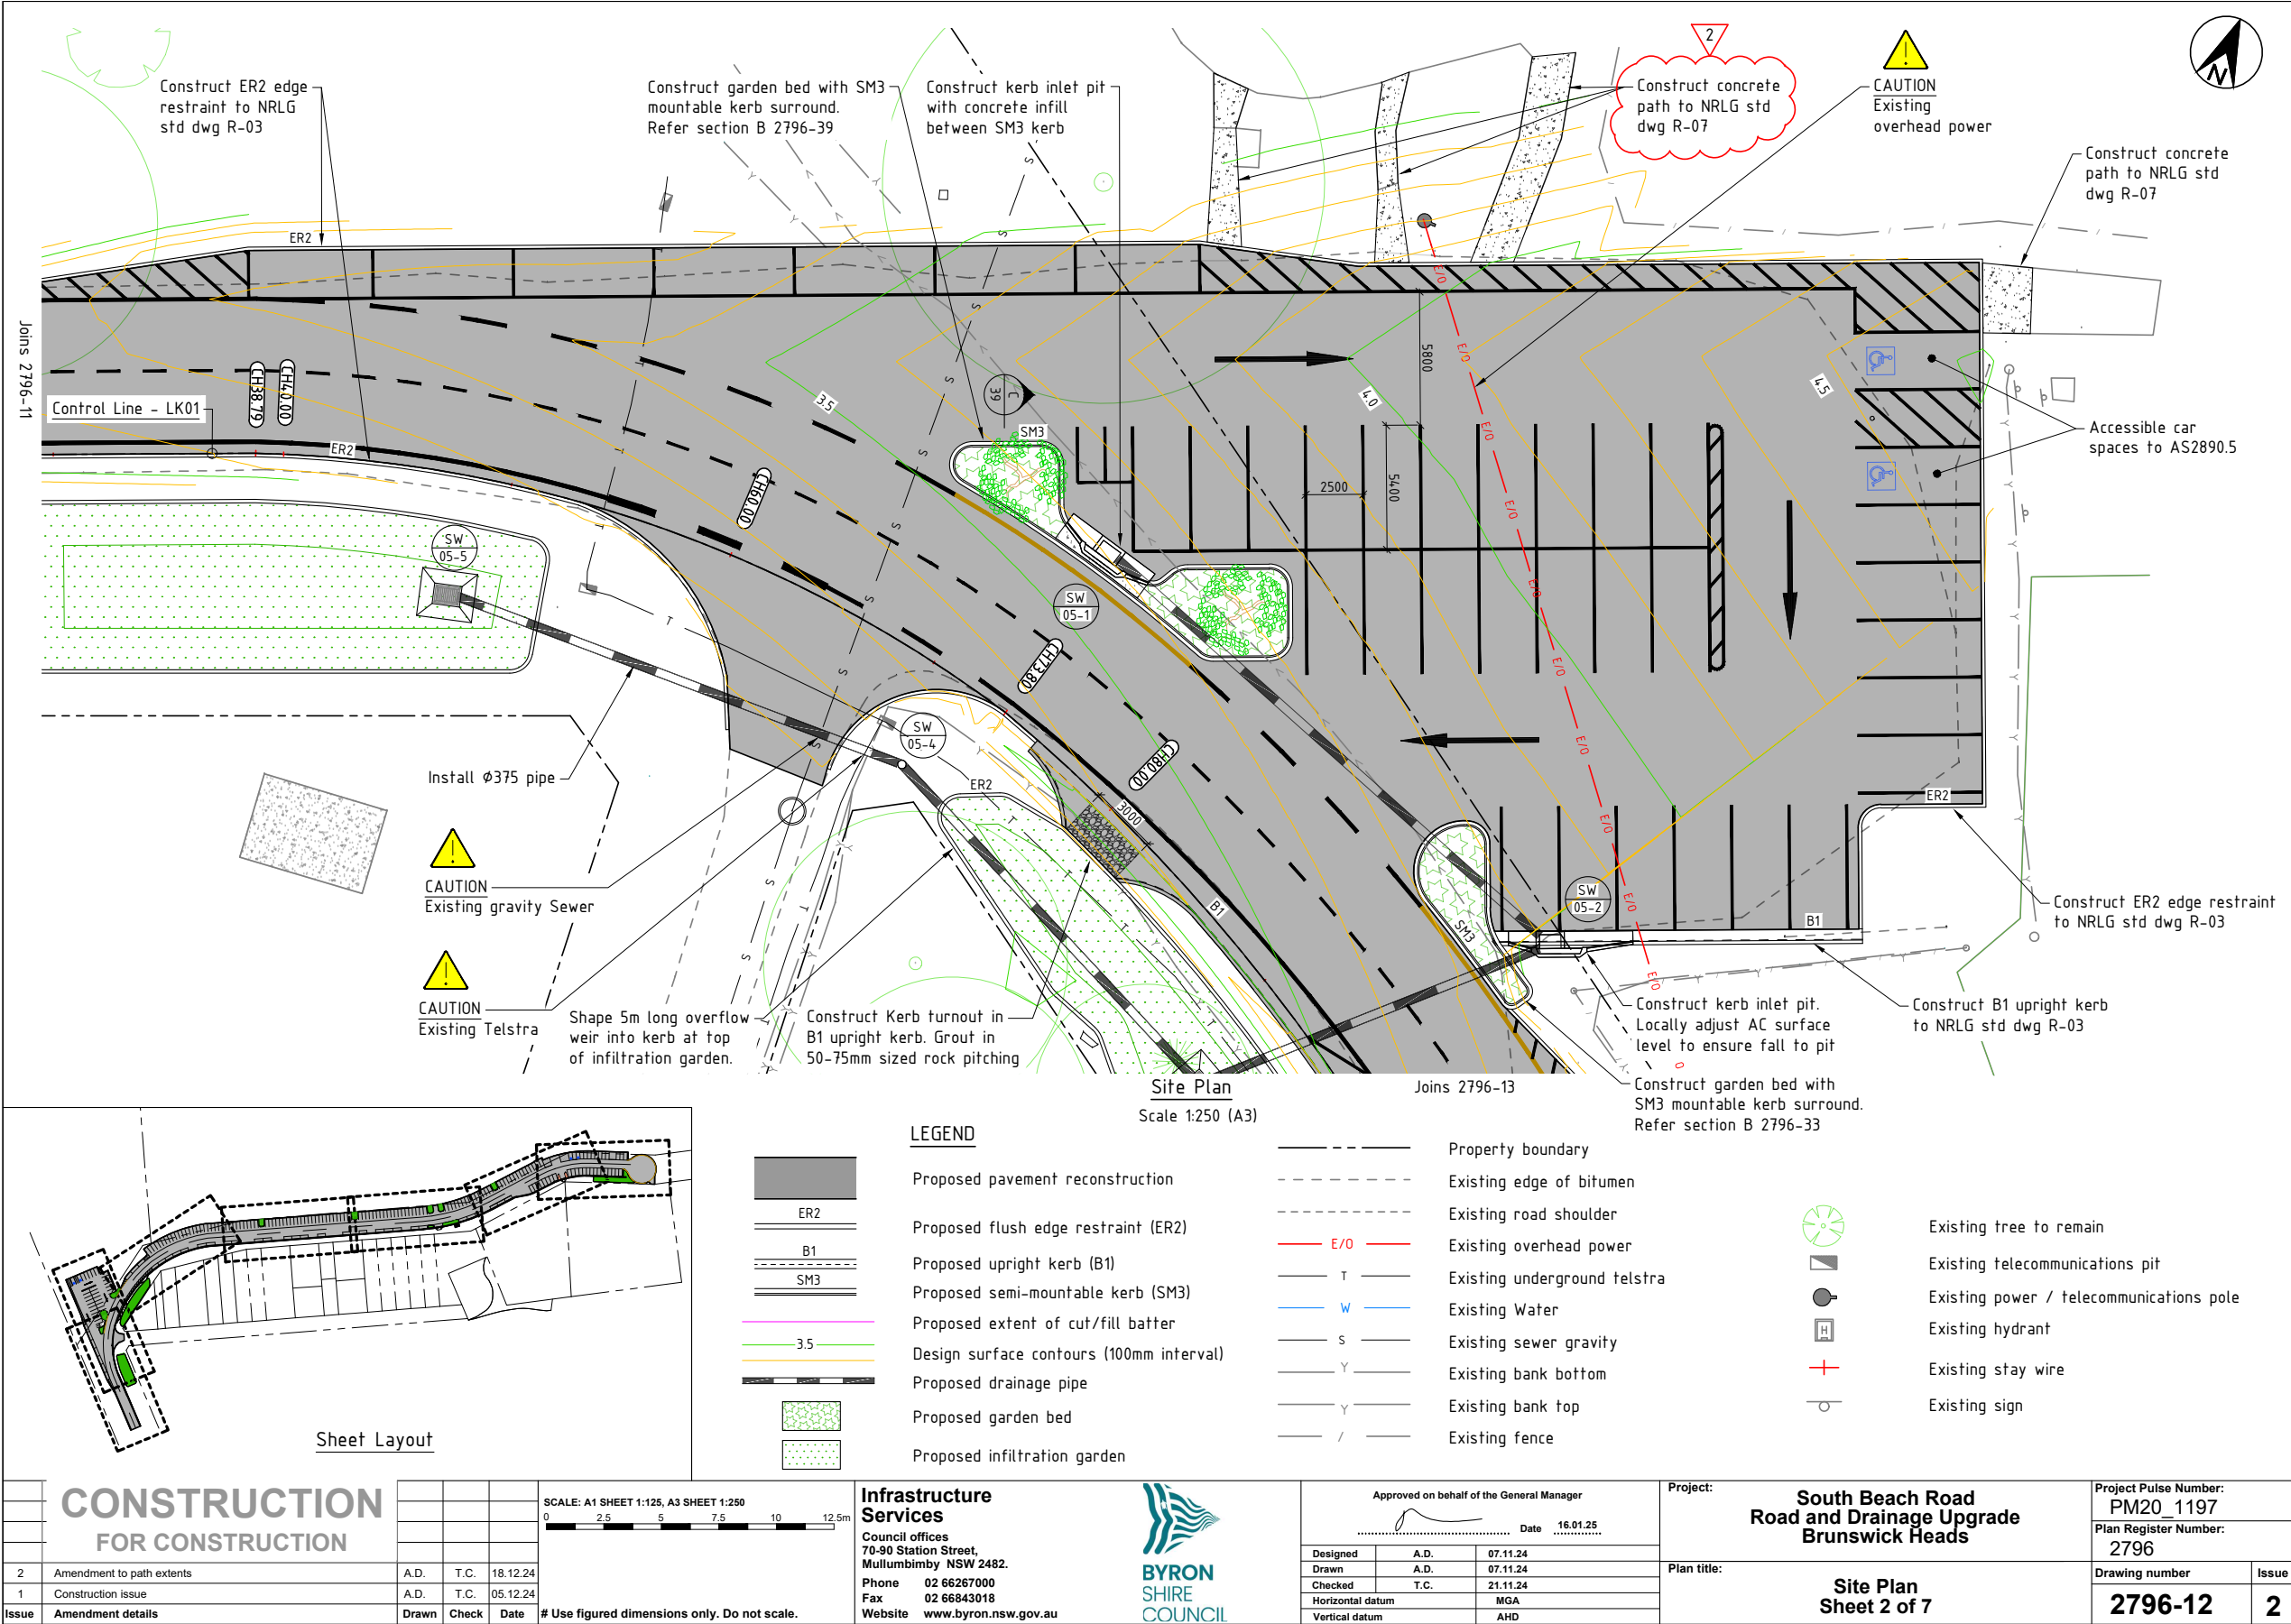 Construct ER2 edge
restraint to NRLG
std dwg R-03
Construct garden bed with SM3
mountable kerb surround.
Refer section B 2796-39
Construct kerb inlet pit
with concrete infill
between SM3 kerb
2
Construct concrete
path to NRLG std
dwg R-07
CAUTION
Existing
overhead power
N
Construct concrete
path to NRLG std
dwg R-07
ER2
Joins 2796-11
CH38.79
CH40.00
Control Line - LK01
ER2
3.5
C
39
SM3
5800
4.0
4.5
2500
5400
Accessible car
spaces to AS2890.5
CH60.00
SW
05-5
SW
05-1
CH73.80
SW
05-4
Install Ø375 pipe
ER2
CH80.00
3000
B1
SM3
SW
05-2
B1
ER2
CAUTION
Existing gravity Sewer
CAUTION
Existing Telstra
Shape 5m long overflow
weir into kerb at top
of infiltration garden.
Construct Kerb turnout in
B1 upright kerb. Grout in
50-75mm sized rock pitching
Construct ER2 edge restraint
to NRLG std dwg R-03
Construct B1 upright kerb
to NRLG std dwg R-03
Construct kerb inlet pit.
Locally adjust AC surface
level to ensure fall to pit
Construct garden bed with
SM3 mountable kerb surround.
Refer section B 2796-33
E/O E/O E/O E/O E/O E/O E/O E/O E/O E/O E/O
Site Plan
Scale 1:250 (A3)
Joins 2796-13
Sheet Layout
LEGEND
Proposed pavement reconstruction
ER2
Proposed flush edge restraint (ER2)
B1
Proposed upright kerb (B1)
SM3
Proposed semi-mountable kerb (SM3)
Proposed extent of cut/fill batter
3.5
Design surface contours (100mm interval)
Proposed drainage pipe
Proposed garden bed
Proposed infiltration garden
Property boundary
Existing edge of bitumen
Existing road shoulder
E/O Existing overhead power
T Existing underground telstra
W Existing Water
S Existing sewer gravity
Y Existing bank bottom
Y Existing bank top
/ Existing fence
Existing tree to remain
Existing telecommunications pit
Existing power / telecommunications pole
H Existing hydrant
Existing stay wire
Existing sign
CONSTRUCTION
FOR CONSTRUCTION
2 Amendment to path extents A.D. T.C. 18.12.24
1 Construction issue A.D. T.C. 05.12.24
Issue Amendment details Drawn Check Date
SCALE: A1 SHEET 1:125, A3 SHEET 1:250
0 2.5 5 7.5 10 12.5m
# Use figured dimensions only. Do not scale.
Infrastructure
Services
Council offices
70-90 Station Street,
Mullumbimby NSW 2482.
Phone 02 66267000
Fax 02 66843018
Website www.byron.nsw.gov.au
BYRON
SHIRE
COUNCIL
Approved on behalf of the General Manager
Date 16.01.25
Designed A.D. 07.11.24
Drawn A.D. 07.11.24
Checked T.C. 21.11.24
Horizontal datum MGA
Vertical datum AHD
Project:
South Beach Road
Road and Drainage Upgrade
Brunswick Heads
Plan title:
Site Plan
Sheet 2 of 7
Project Pulse Number:
PM20_1197
Plan Register Number:
2796
Drawing number Issue
2796-12 2